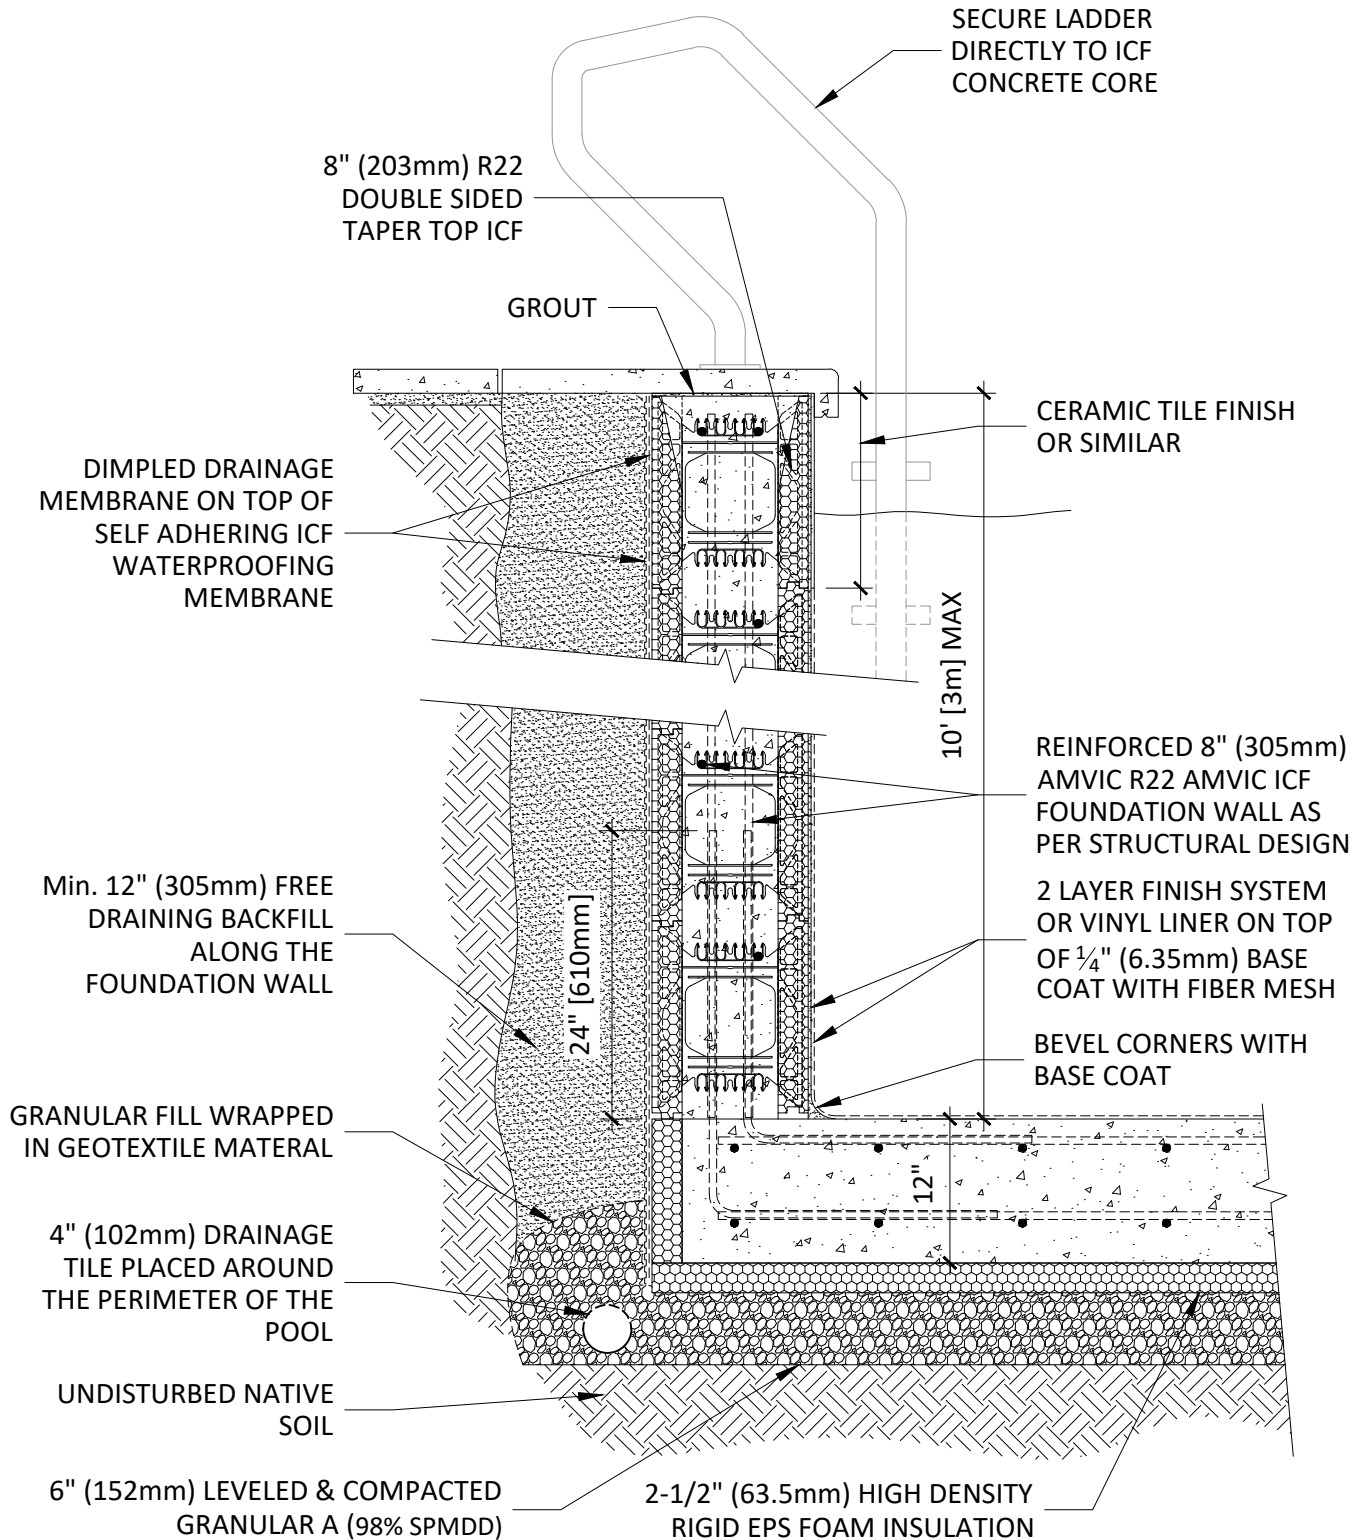 SECURE LADDER
DIRECTLY TO ICF
CONCRETE CORE
8" (203mm) R22
DOUBLE SIDED
TAPER TOP ICF
GROUT
CERAMIC TILE FINISH
OR SIMILAR
DIMPLED DRAINAGE
MEMBRANE ON TOP OF
SELF ADHERING ICF
WATERPROOFING
MEMBRANE
10' [3m] MAX
REINFORCED 8" (305mm)
AMVIC R22 AMVIC ICF
FOUNDATION WALL AS
PER STRUCTURAL DESIGN
Min. 12" (305mm) FREE
DRAINING BACKFILL
ALONG THE
FOUNDATION WALL
24" [610mm]
2 LAYER FINISH SYSTEM
OR VINYL LINER ON TOP
OF ¼" (6.35mm) BASE
COAT WITH FIBER MESH
BEVEL CORNERS WITH
BASE COAT
GRANULAR FILL WRAPPED
IN GEOTEXTILE MATERAL
12"
4" (102mm) DRAINAGE
TILE PLACED AROUND
THE PERIMETER OF THE
POOL
UNDISTURBED NATIVE
SOIL
6" (152mm) LEVELED & COMPACTED
GRANULAR A (98% SPMDD)
2-1/2" (63.5mm) HIGH DENSITY
RIGID EPS FOAM INSULATION